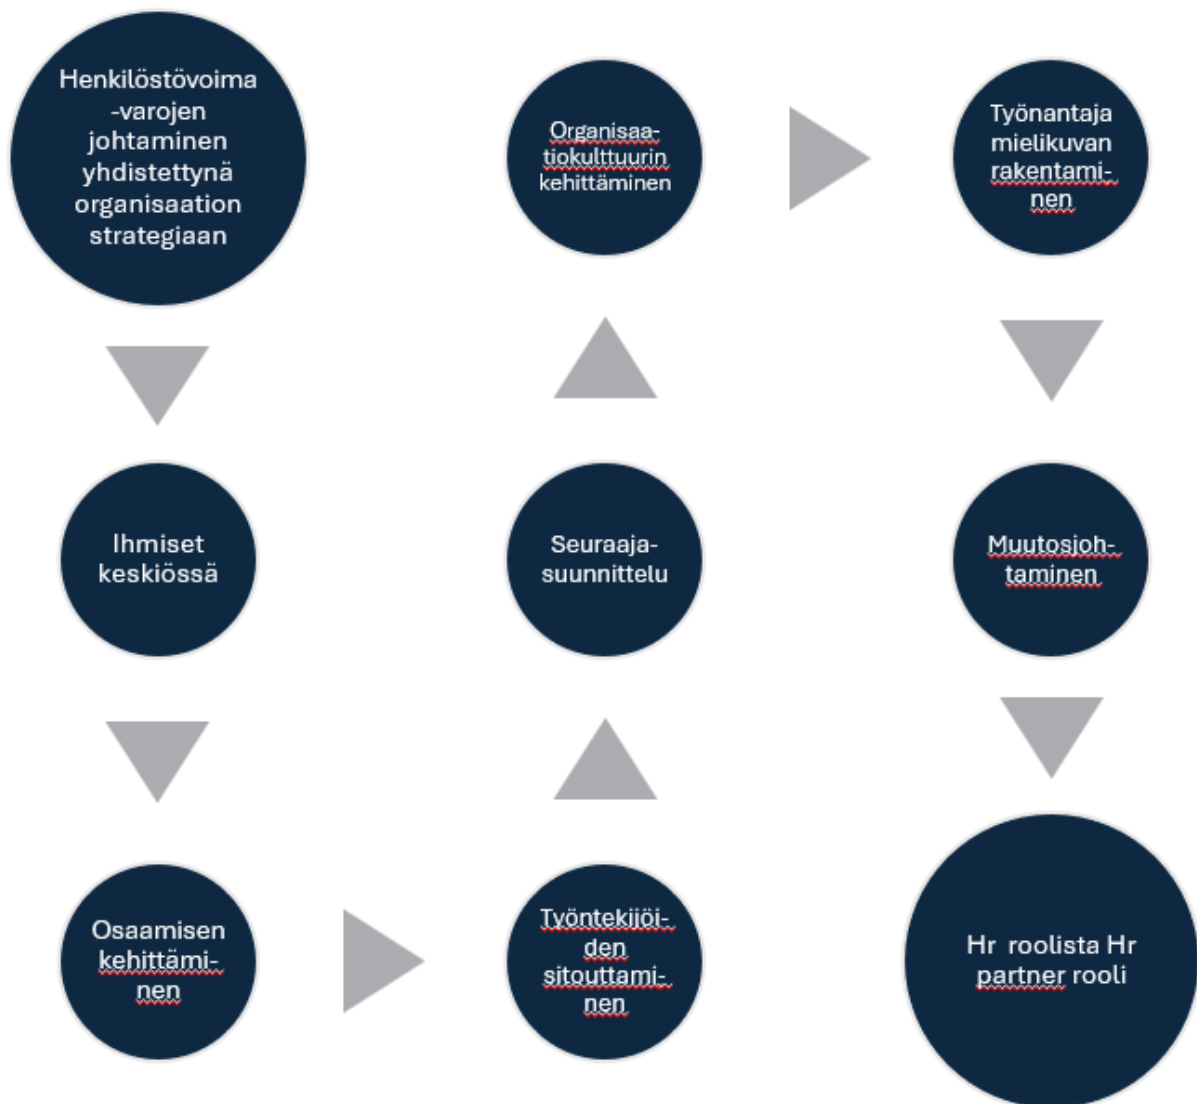 Henkilöstövoima
-varojen
johtaminen
yhdistettynä
organisaation
strategiaan
Ihmiset
keskiössä
Osaamisen
kehittämi-
nen
Työntekijöi-
den
sitouttami-
nen
Seuraaja-
suunnittelu
Organisaa-
tiokulttuurin
kehittäminen
Työnantaja
mielikuvan
rakentami-
nen
Muutosjoh-
taminen
Hr  roolista Hr
partner rooli